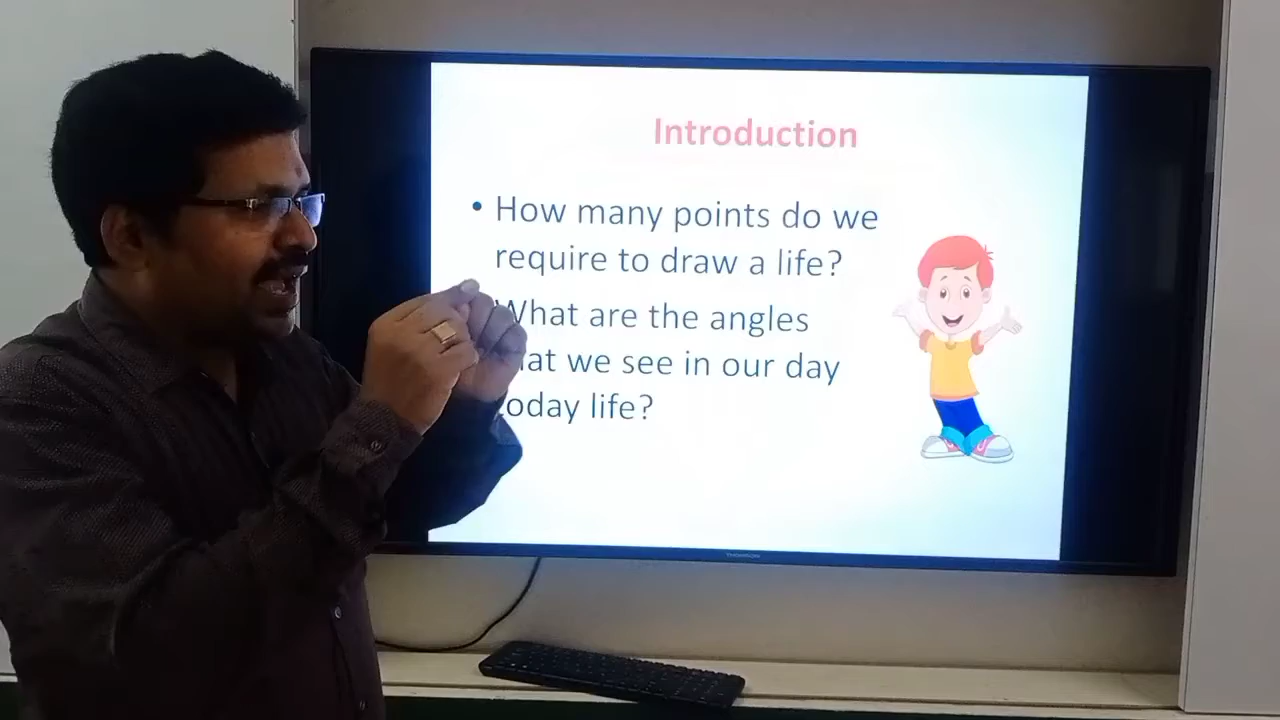 Introduction
• How many points do we
require to draw a life?
What are the angles
we see in our day
life?